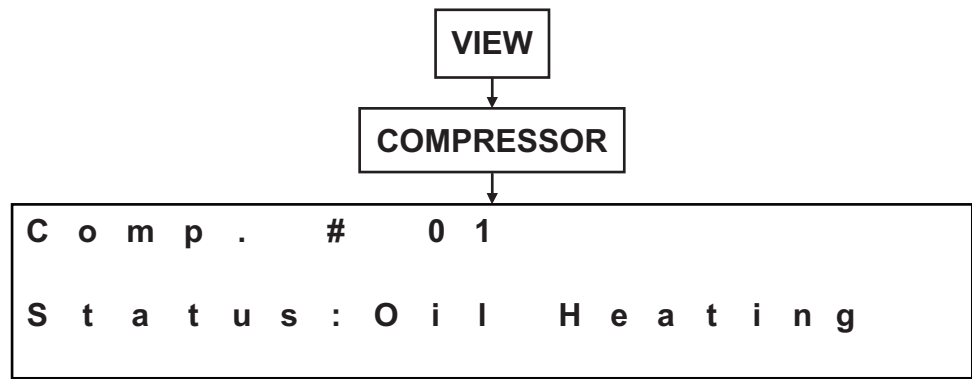 VIEW
COMPRESSOR
Comp. # 01
Status:Oil Heating